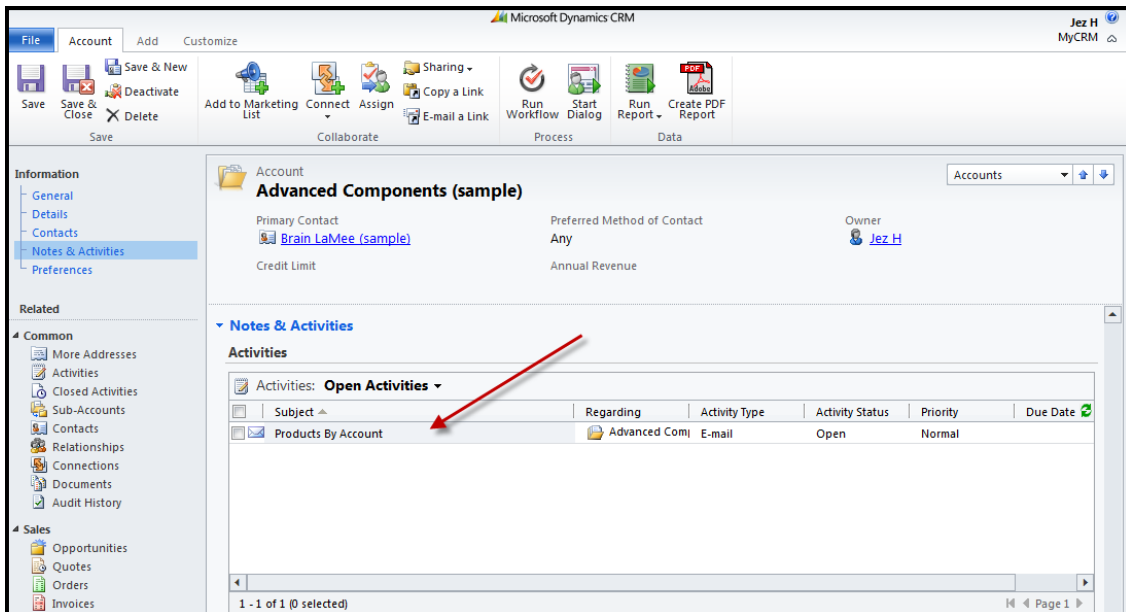 Microsoft Dynamics CRM
Jez H
MyCRM
File Account Add Customize
Save
Save & Close
Save & New
Deactivate
Delete
Save
Add to Marketing List
Connect
Assign
Sharing
Copy a Link
E-mail a Link
Collaborate
Run Workflow
Start Dialog
Process
Run Report
PDF
Adobe
Create PDF Report
Data
Information
General
Details
Contacts
Notes & Activities
Preferences
Related
Common
More Addresses
Activities
Closed Activities
Sub-Accounts
Contacts
Relationships
Connections
Documents
Audit History
Sales
Opportunities
Quotes
Orders
Invoices
Account
Advanced Components (sample)
Accounts
Primary Contact Preferred Method of Contact Owner
Brain LaMee (sample) Any Jez H
Credit Limit Annual Revenue
Notes & Activities
Activities
Activities: Open Activities
Subject Regarding Activity Type Activity Status Priority Due Date
Products By Account Advanced Com E-mail Open Normal
1 - 1 of 1 (0 selected) Page 1